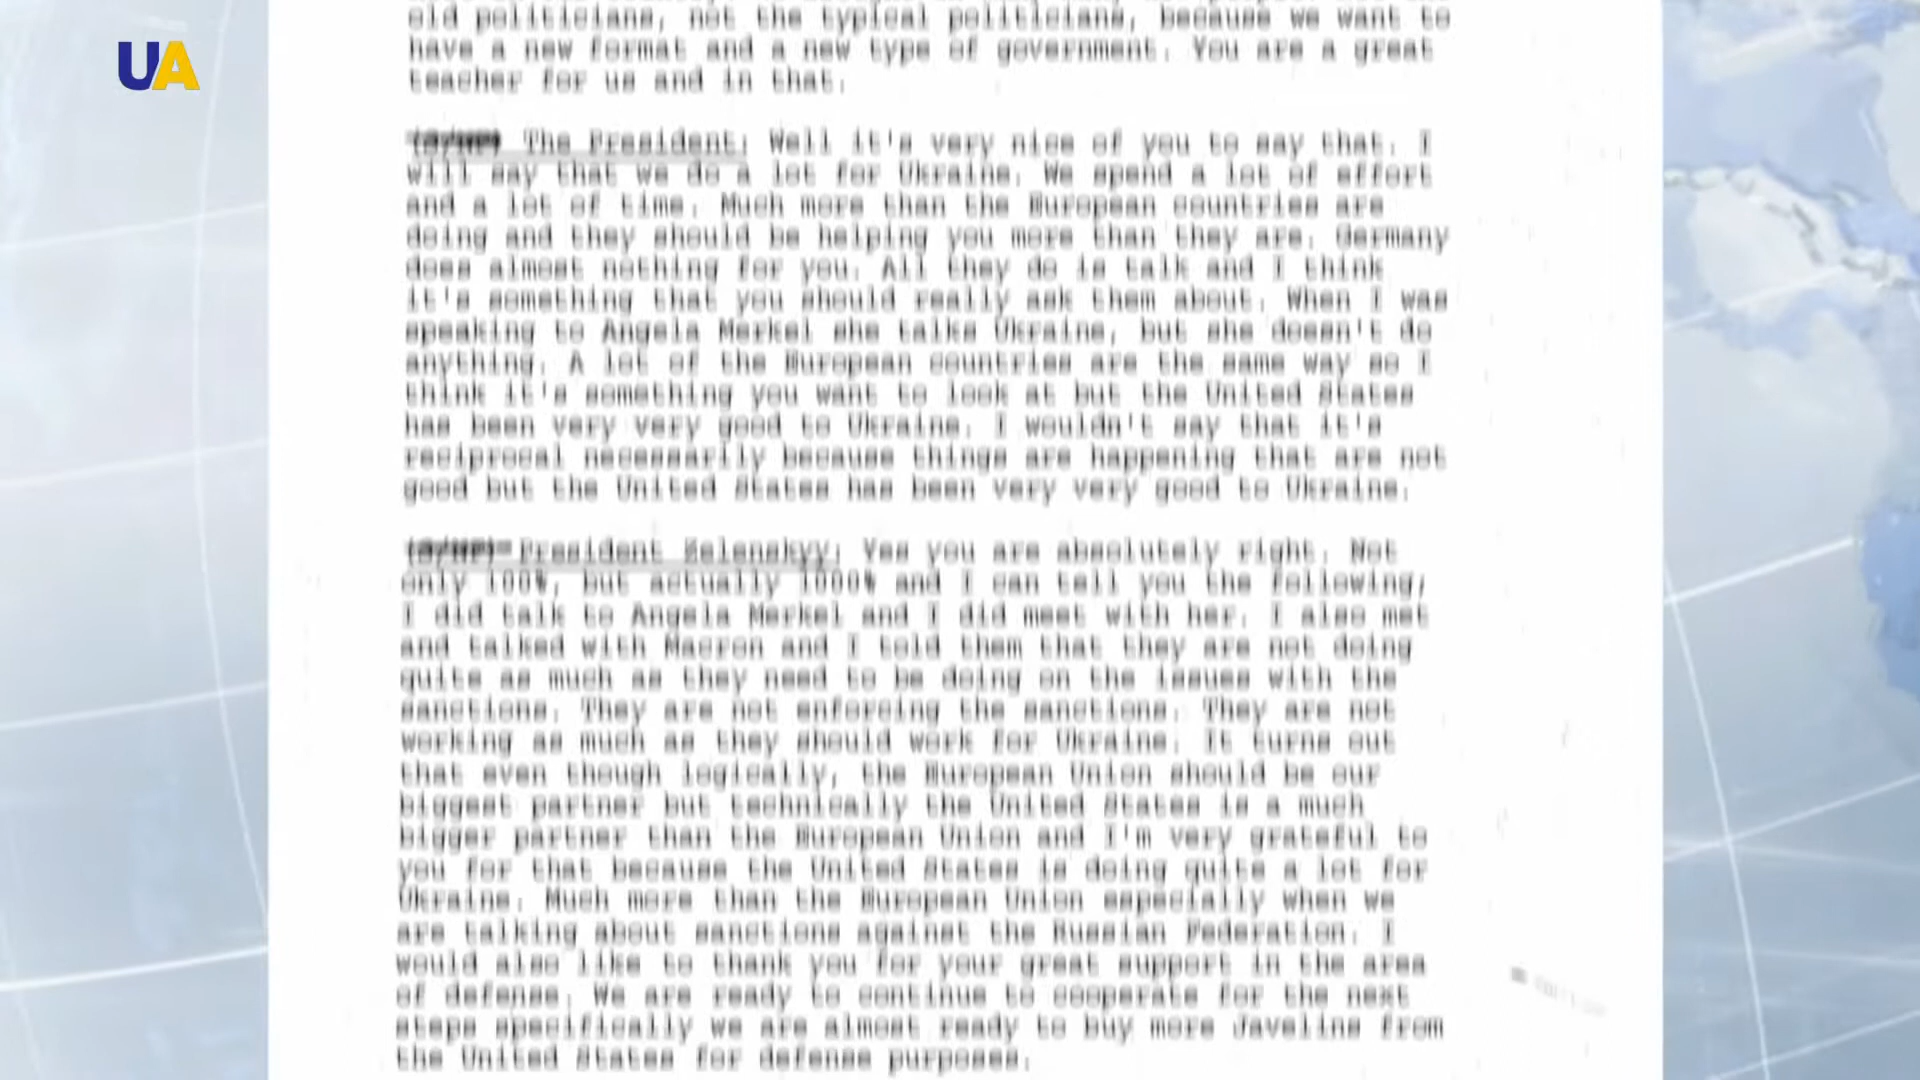 UA
old politicians, not the typical politicians, because we want to
have a new format and a new type of government. You are a great
teacher for us and in that.
(S/NF) The President: Well it's very nice of you to say that. I
will say that we do a lot for Ukraine. We spend a lot of effort
and a lot of time. Much more than the European countries are
doing and they should be helping you more than they are. Germany
does almost nothing for you. All they do is talk and I think
it's something that you should really ask them about. When I was
speaking to Angela Merkel she talks Ukraine, but she doesn't do
anything. A lot of the European countries are the same way so I
think it's something you want to look at but the United States
has been very very good to Ukraine. I wouldn't say that it's
reciprocal necessarily because things are happening that are not
good but the United States has been very very good to Ukraine.
(S/NF) President Zelenskyy: Yes you are absolutely right. Not
only 100%, but actually 1000% and I can tell you the following;
I did talk to Angela Merkel and I did meet with her. I also met
and talked with Macron and I told them that they are not doing
quite as much as they need to be doing on the issues with the
sanctions. They are not enforcing the sanctions. They are not
working as much as they should work for Ukraine. It turns out
that even though logically, the European Union should be our
biggest partner but technically the United States is a much
bigger partner than the European Union and I'm very grateful to
you for that because the United States is doing quite a lot for
Ukraine. Much more than the European Union especially when we
are talking about sanctions against the Russian Federation. I
would also like to thank you for your great support in the area
of defense. We are ready to continue to cooperate for the next
steps specifically we are almost ready to buy more Javelins from
the United States for defense purposes.